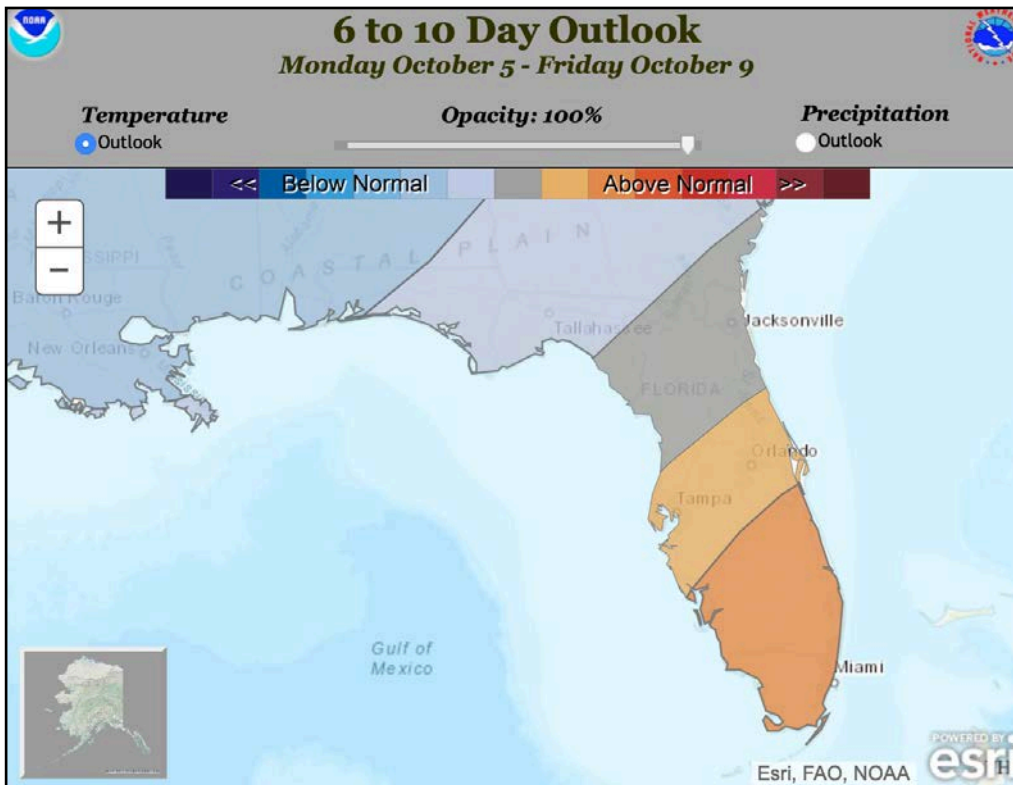 NOAA
6 to 10 Day Outlook
Monday October 5 - Friday October 9
Temperature
Opacity: 100%
Precipitation
Outlook
Outlook
<< Below Normal
Above Normal >>
+
−
SSIPPI
COASTAL PLAIN
Baton Rouge
Tallahassee
Jacksonville
New Orleans
FLORIDA
Orlando
Tampa
Gulf of
Mexico
Miami
POWERED BY
esri
Esri, FAO, NOAA